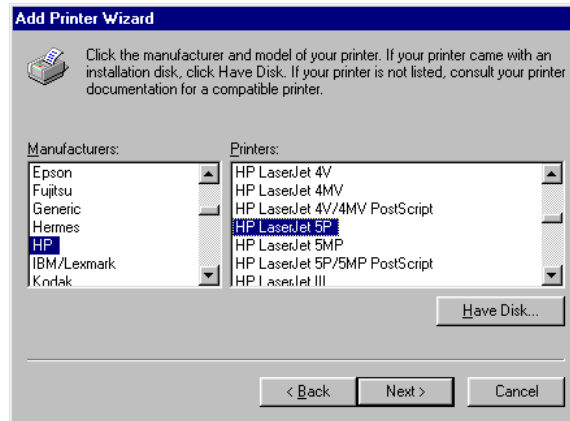 Add Printer Wizard
Click the manufacturer and model of your printer. If your printer came with an
installation disk, click Have Disk. If your printer is not listed, consult your printer
documentation for a compatible printer.
Manufacturers:
Epson
Fujitsu
Generic
Hermes
HP
IBM/Lexmark
Kodak
Printers:
HP LaserJet 4V
HP LaserJet 4MV
HP LaserJet 4V/4MV PostScript
HP LaserJet 5P
HP LaserJet 5MP
HP LaserJet 5P/5MP PostScript
HP LaserJet III
Have Disk...
< Back
Next >
Cancel